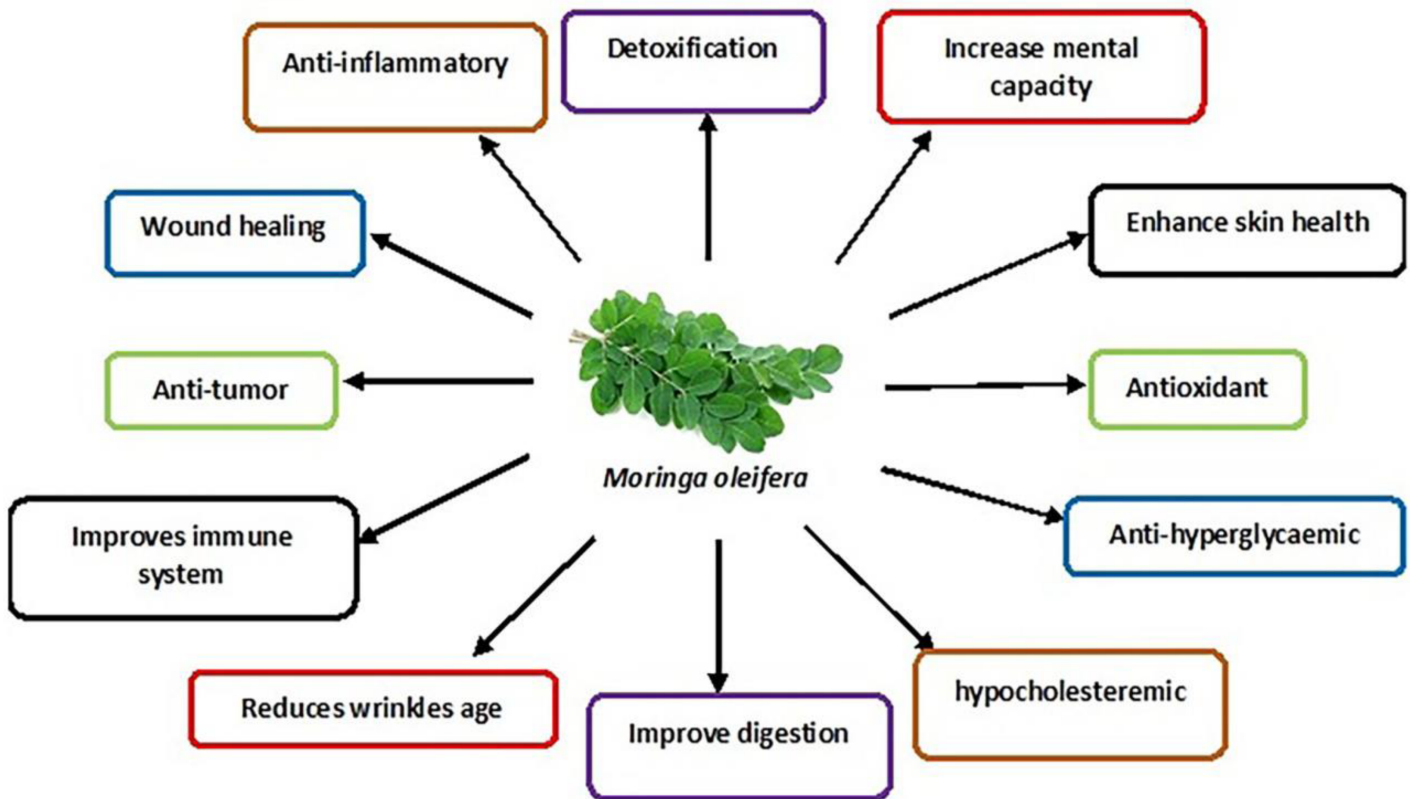 Anti-inflammatory
Detoxification
Increase mental
capacity
Wound healing
Enhance skin health
Anti-tumor
Antioxidant
Moringa oleifera
Improves immune
system
Anti-hyperglycaemic
Reduces wrinkles age
Improve digestion
hypocholesteremic